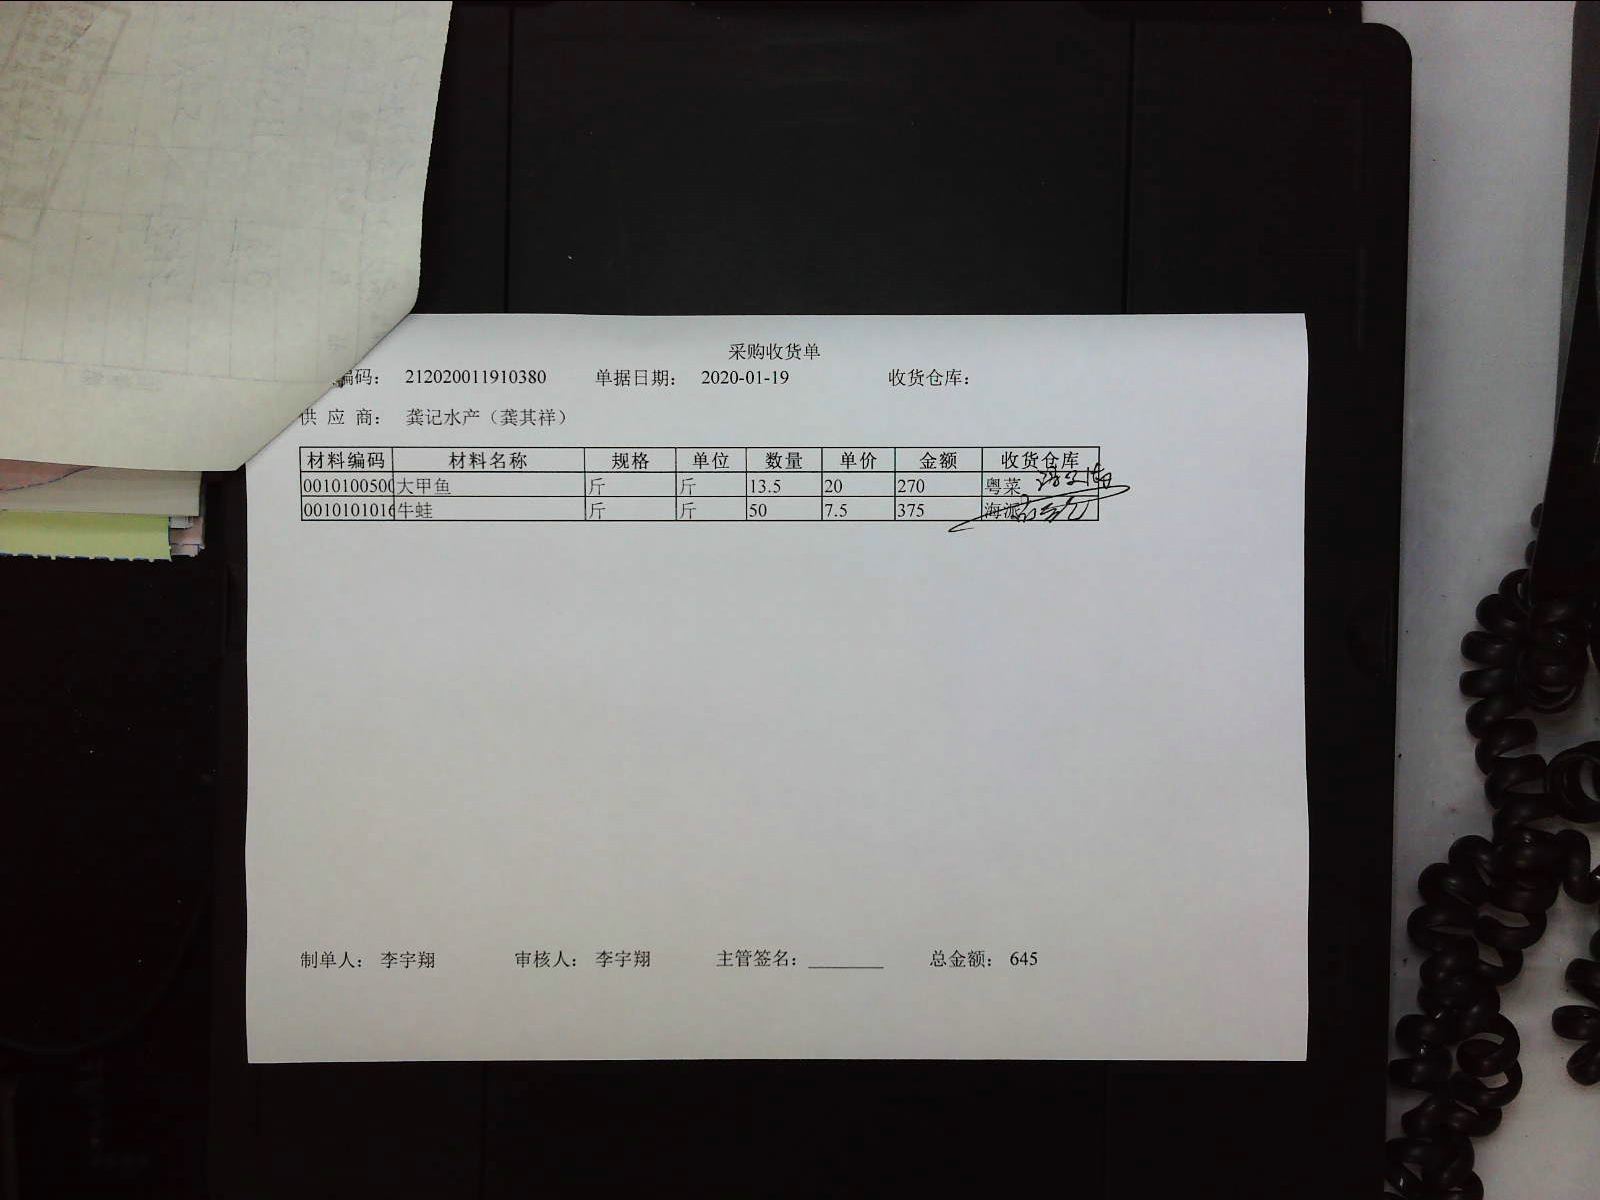 采购收货单
编码： 212020011910380 单据日期： 2020-01-19 收货仓库：
供 应 商： 龚记水产（龚其祥）
材料编码 材料名称 规格 单位 数量 单价 金额 收货仓库
0010100500 大甲鱼 斤 斤 13.5 20 270 粤菜
0010101016 牛蛙 斤 斤 50 7.5 375 海派
制单人： 李宇翔 审核人： 李宇翔 主管签名：________ 总金额： 645